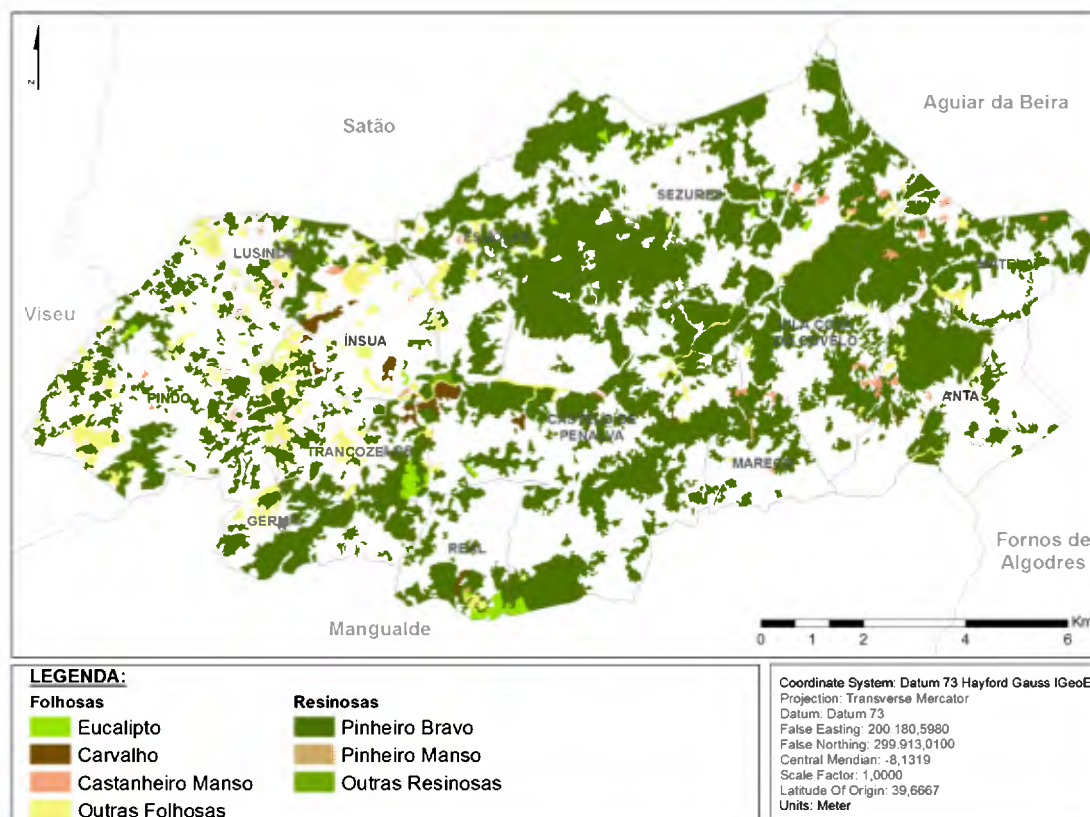 N
Satão
Aguiar da Beira
SEZURES
LUSINDE
Viseu
ÍNSUA
PINDO
ANTAS
TRANCOZELOS
PENALVA
MARECO
GERMIL
REAL
Fornos de
Algodres
Mangualde
Km
0 1 2 4 6
LEGENDA:
Folhosas
Resinosas
Eucalipto
Pinheiro Bravo
Carvalho
Pinheiro Manso
Castanheiro Manso
Outras Resinosas
Outras Folhosas
Coordinate System: Datum 73 Hayford Gauss IGeoE
Projection: Transverse Mercator
Datum: Datum 73
False Easting: 200.180,5980
False Northing: 299.913,0100
Central Meridian: -8,1319
Scale Factor: 1,0000
Latitude Of Origin: 39,6667
Units: Meter